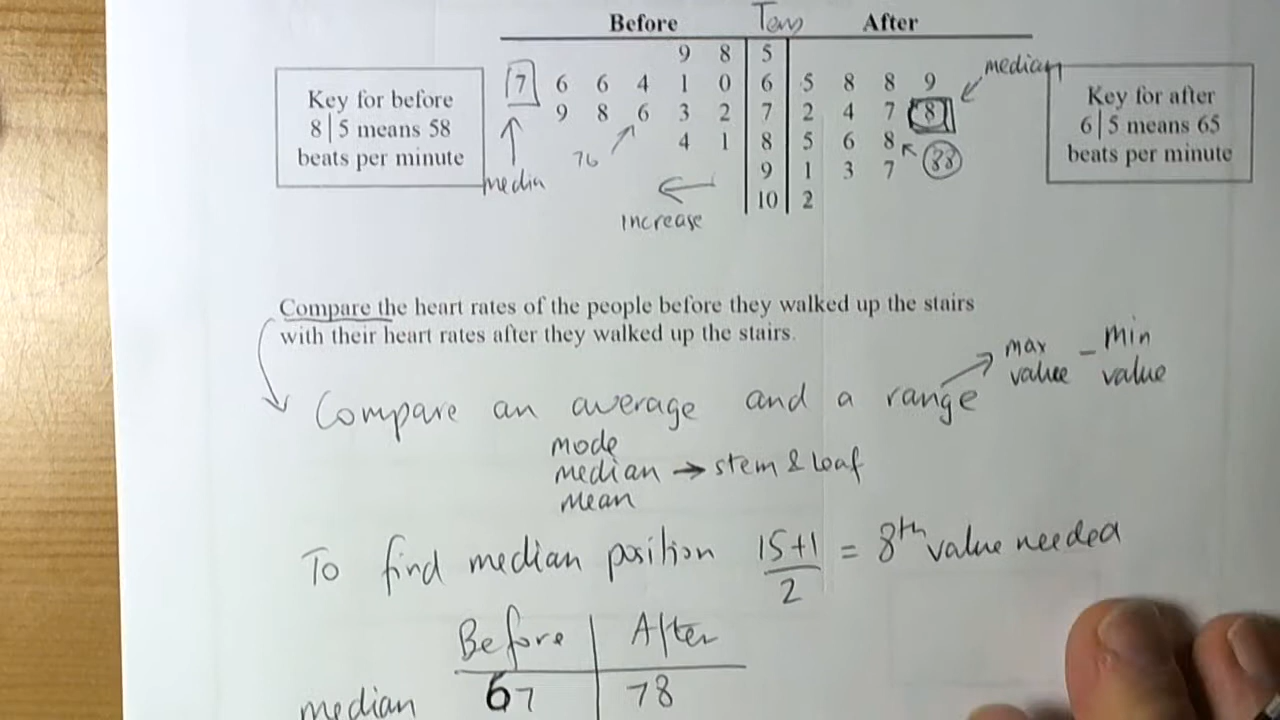 Before Tens After
9 8 5
7 6 6 4 1 0 6 5 8 8 9 median
9 8 6 3 2 7 2 4 7 8
4 1 8 5 6 8 88
9 1 3 7
10 2
Key for before
8 | 5 means 58
beats per minute
Key for after
6 | 5 means 65
beats per minute
76
media
increase
Compare the heart rates of the people before they walked up the stairs
with their heart rates after they walked up the stairs.
max value – min value
Compare an average and a range
mode
median → stem & leaf
mean
To find median position 15+1/2 = 8th value needed
Before | After
median 67 78